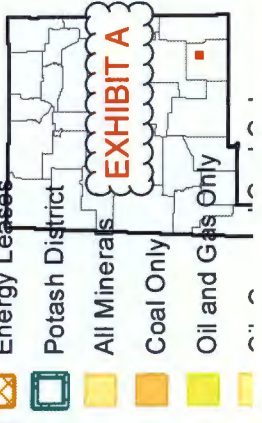 Energy Leases
Potash District
All Minerals
Coal Only
Oil and Gas Only
EXHIBIT A